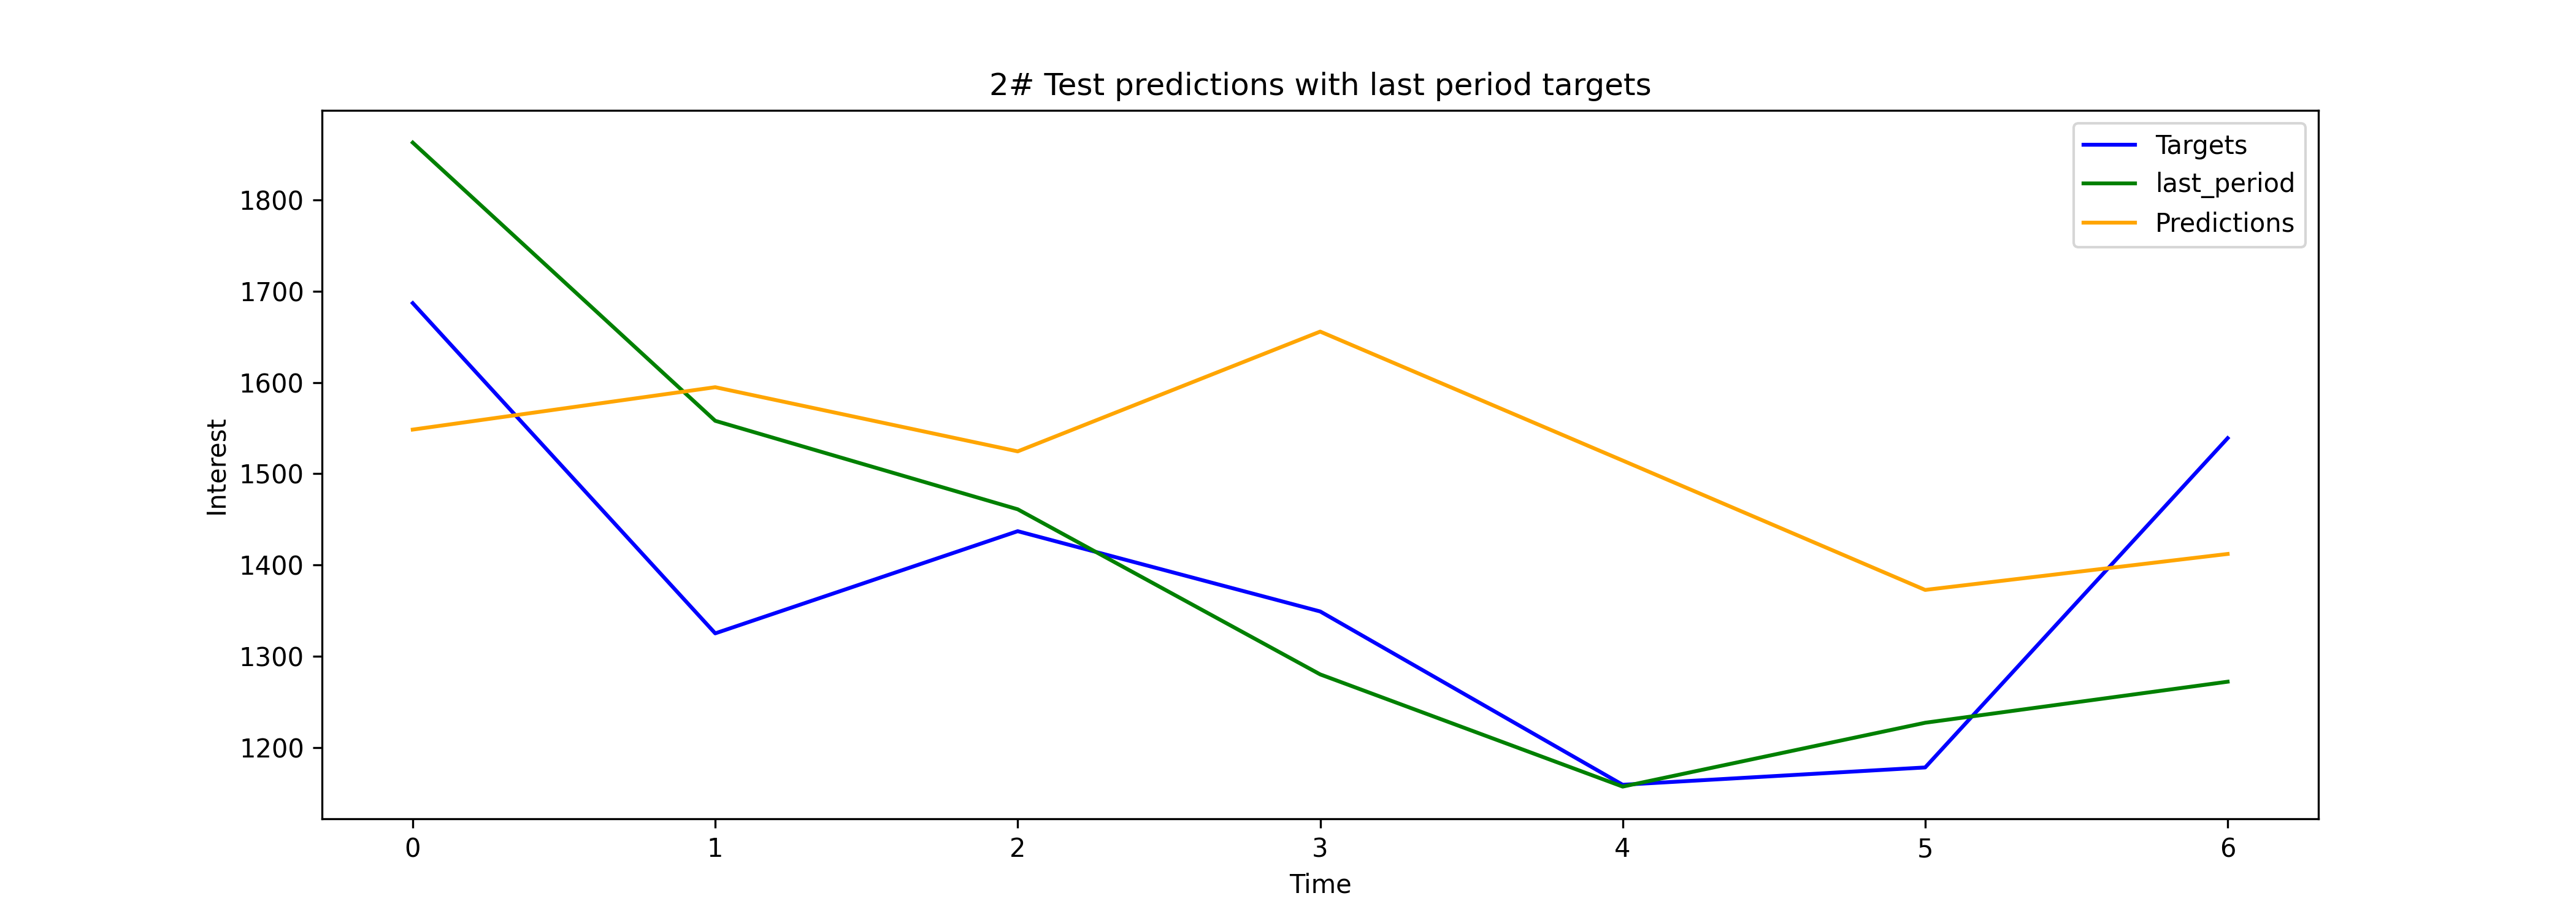 2# Test predictions with last period targets
Targets
last_period
Predictions
Interest
1800
1700
1600
1500
1400
1300
1200
0 1 2 3 4 5 6
Time